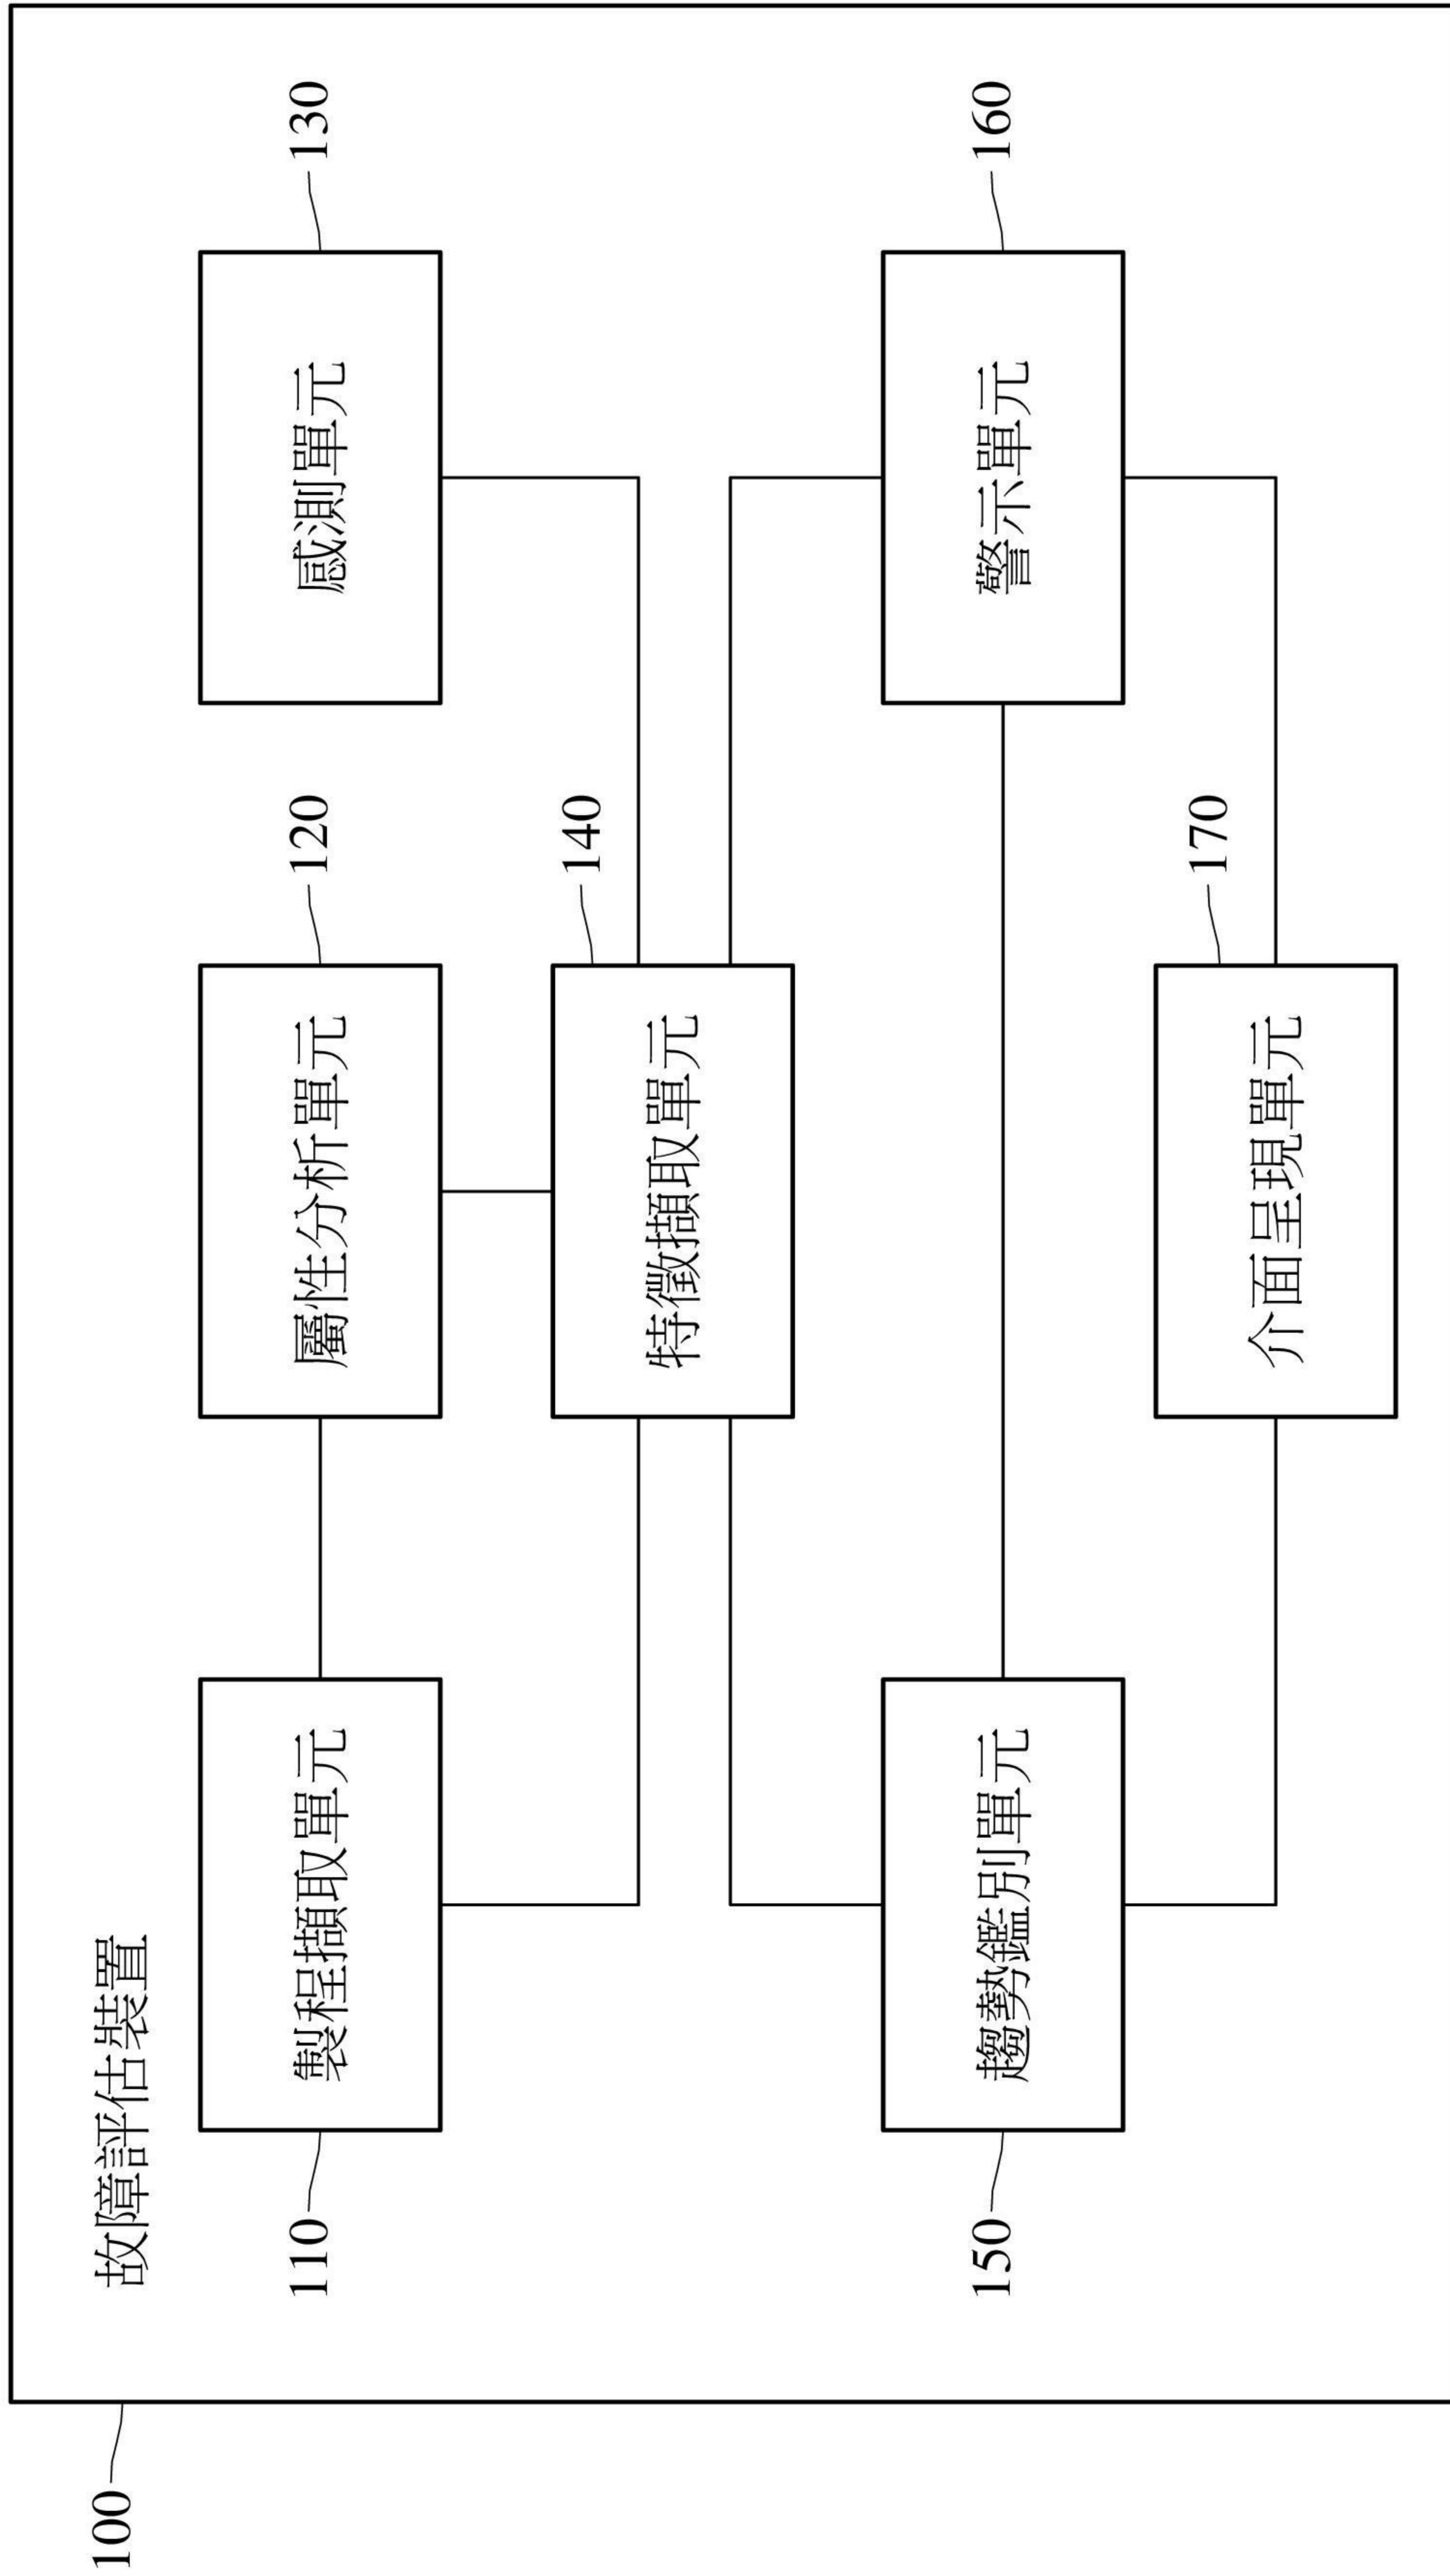 100
故障評估裝置
110
製程擷取單元
120
屬性分析單元
130
感測單元
140
特徵擷取單元
150
趨勢鑑別單元
160
警示單元
170
介面呈現單元